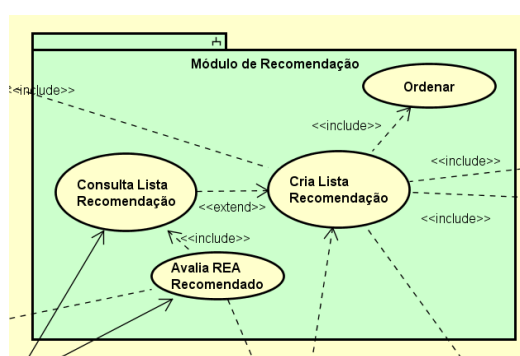 Módulo de Recomendação
Ordenar
<<include>>
<<include>>
<<include>>
Cria Lista
Recomendação
Consulta Lista
Recomendação
<<extend>>
<<include>>
<<include>>
Avalia REA
Recomendado